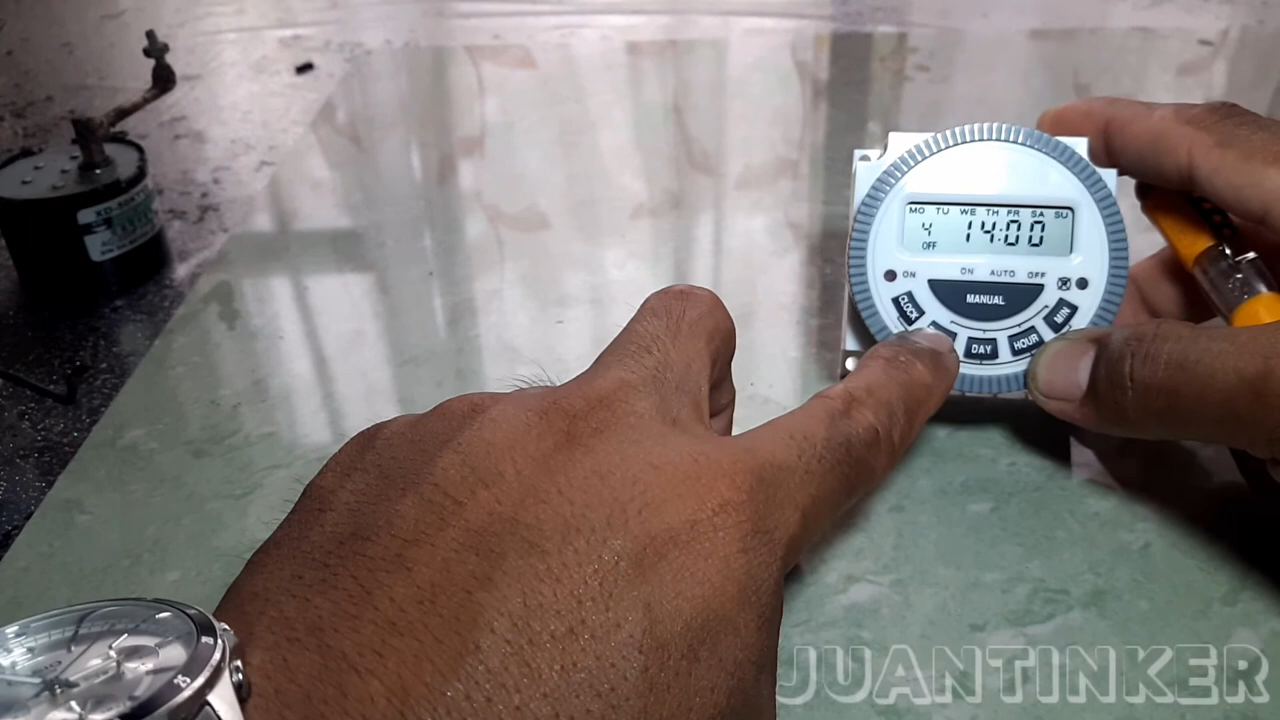 MO TU WE TH FR SA SU
4 14:00
OFF
ON
ON AUTO OFF
MANUAL
CLOCK
DAY
HOUR
MIN
25
JUANTINKER